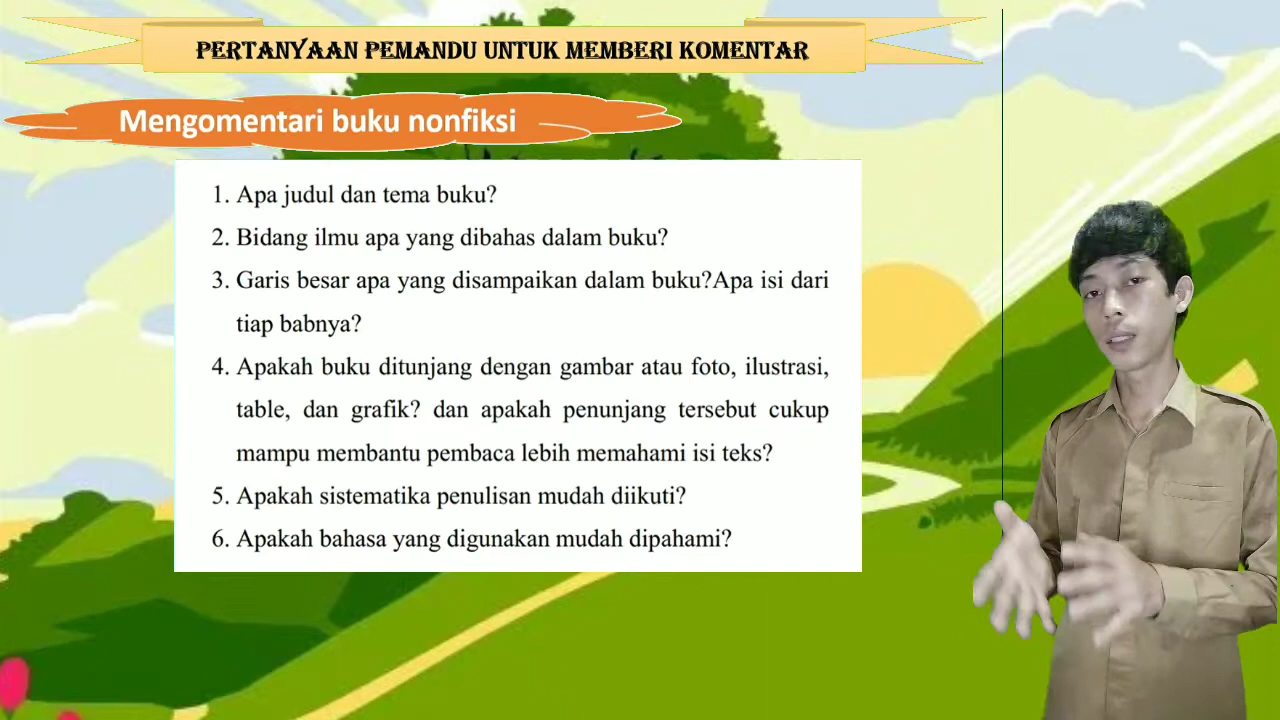 PERTANYAAN PEMANDU UNTUK MEMBERI KOMENTAR
Mengomentari buku nonfiksi
1. Apa judul dan tema buku?
2. Bidang ilmu apa yang dibahas dalam buku?
3. Garis besar apa yang disampaikan dalam buku?Apa isi dari
tiap babnya?
4. Apakah buku ditunjang dengan gambar atau foto, ilustrasi,
table, dan grafik? dan apakah penunjang tersebut cukup
mampu membantu pembaca lebih memahami isi teks?
5. Apakah sistematika penulisan mudah diikuti?
6. Apakah bahasa yang digunakan mudah dipahami?